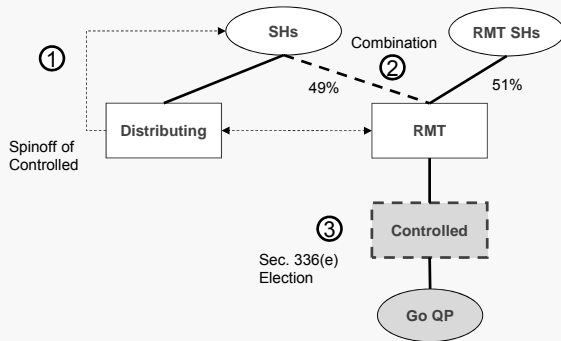 SHs
RMT SHs
Combination
①
②
49%
51%
Distributing
RMT
Spinoff of
Controlled
③
Controlled
Sec. 336(e)
Election
Go QP